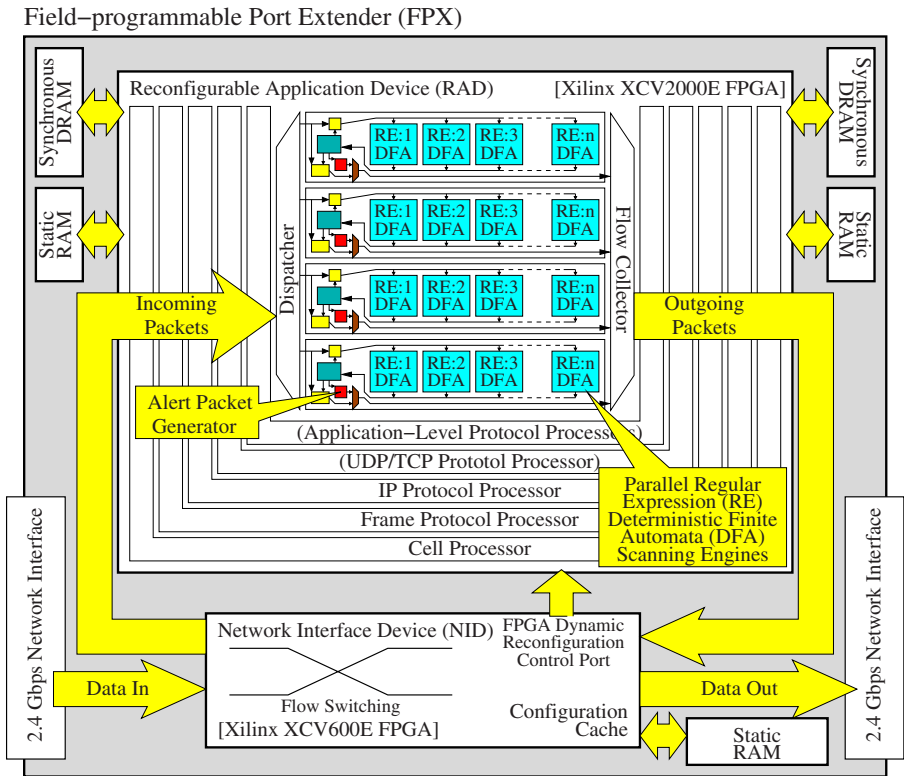 Field−programmable Port Extender (FPX)
Synchronous
DRAM
Static
RAM
Reconfigurable Application Device (RAD)
[Xilinx XCV2000E FPGA]
Synchronous
DRAM
Static
RAM
Dispatcher
RE:1
DFA
RE:2
DFA
RE:3
DFA
RE:n
DFA
RE:1
DFA
RE:2
DFA
RE:3
DFA
RE:n
DFA
RE:1
DFA
RE:2
DFA
RE:3
DFA
RE:n
DFA
RE:1
DFA
RE:2
DFA
RE:3
DFA
RE:n
DFA
Flow Collector
Incoming
Packets
Outgoing
Packets
Alert Packet
Generator
(Application−Level Protocol Processors)
(UDP/TCP Prototol Processor)
IP Protocol Processor
Frame Protocol Processor
Cell Processor
Parallel Regular
Expression (RE)
Deterministic Finite
Automata (DFA)
Scanning Engines
2.4 Gbps Network Interface
2.4 Gbps Network Interface
Network Interface Device (NID)
FPGA Dynamic
Reconfiguration
Control Port
Data In
Flow Switching
[Xilinx XCV600E FPGA]
Configuration
Cache
Data Out
Static
RAM